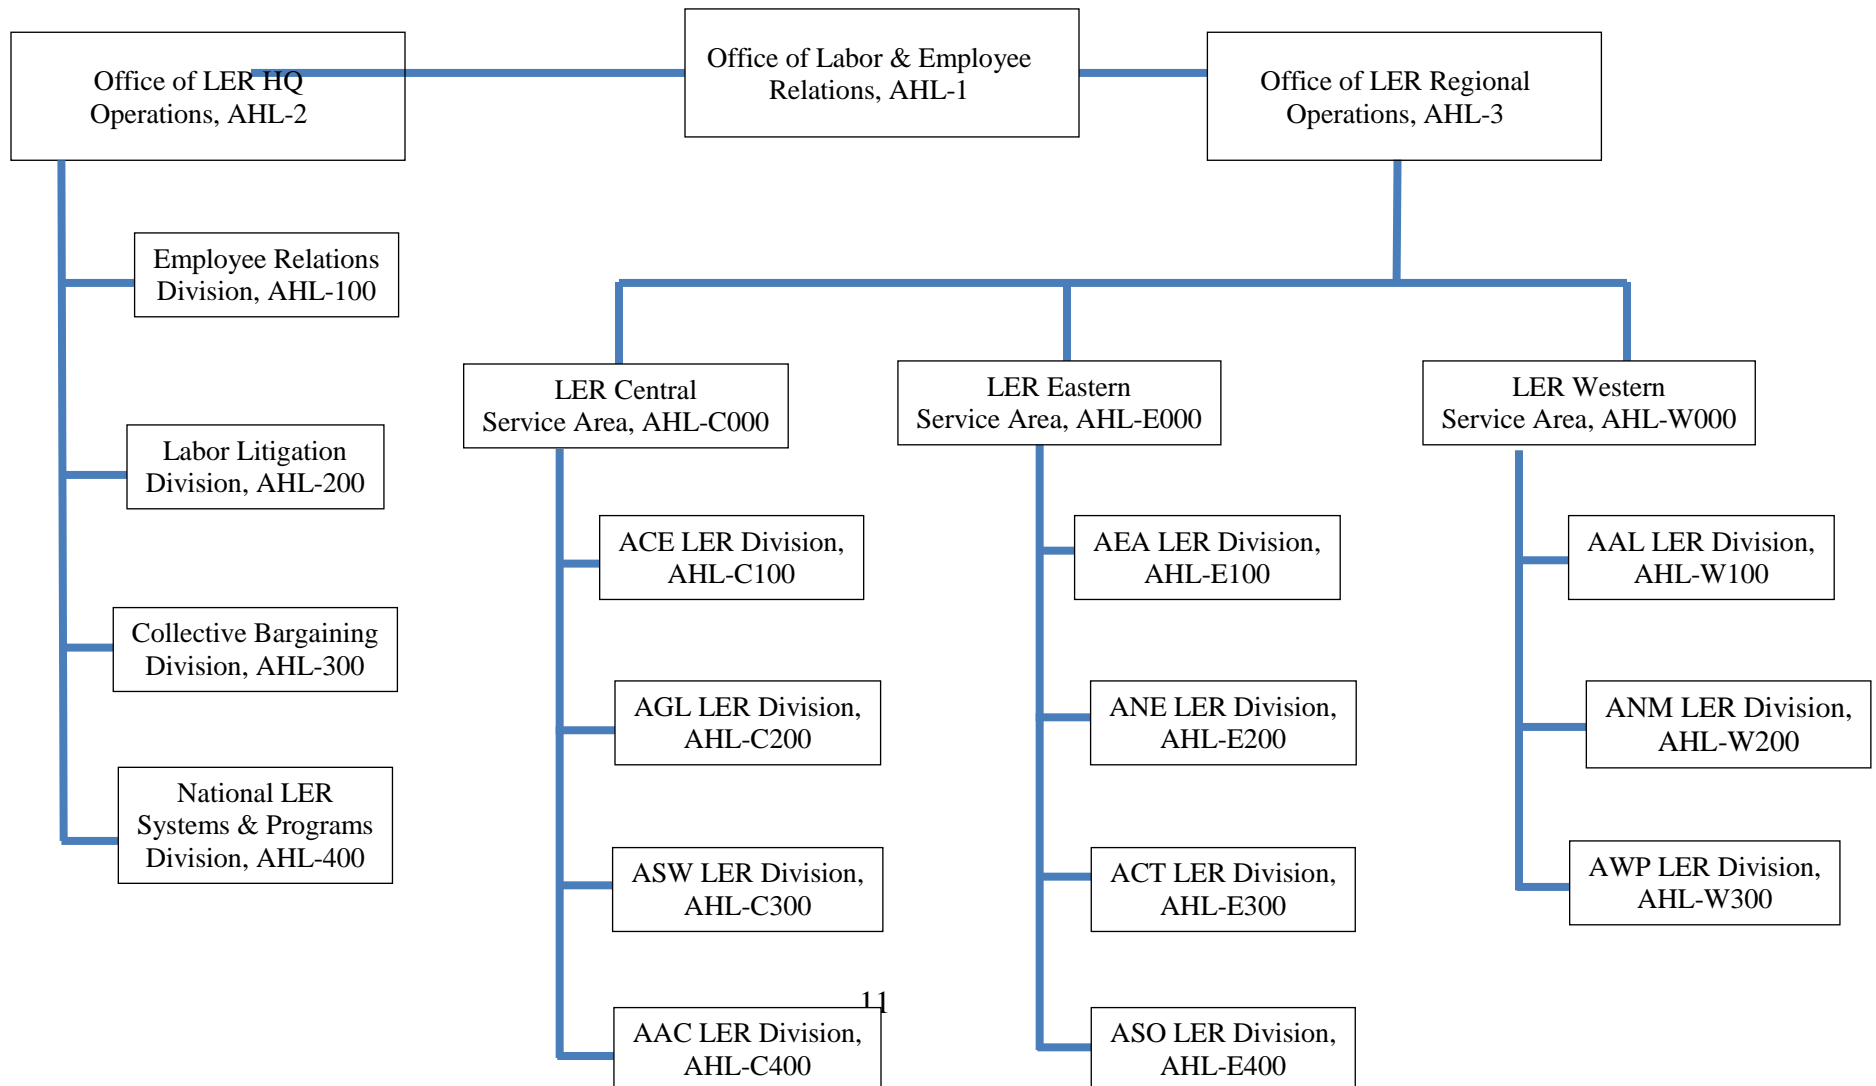 Office of LER HQ
Operations, AHL-2
Office of Labor & Employee
Relations, AHL-1
Office of LER Regional
Operations, AHL-3
Employee Relations
Division, AHL-100
Labor Litigation
Division, AHL-200
Collective Bargaining
Division, AHL-300
National LER
Systems & Programs
Division, AHL-400
LER Central
Service Area, AHL-C000
ACE LER Division,
AHL-C100
AGL LER Division,
AHL-C200
ASW LER Division,
AHL-C300
AAC LER Division,
AHL-C400
LER Eastern
Service Area, AHL-E000
AEA LER Division,
AHL-E100
ANE LER Division,
AHL-E200
ACT LER Division,
AHL-E300
ASO LER Division,
AHL-E400
LER Western
Service Area, AHL-W000
AAL LER Division,
AHL-W100
ANM LER Division,
AHL-W200
AWP LER Division,
AHL-W300
11